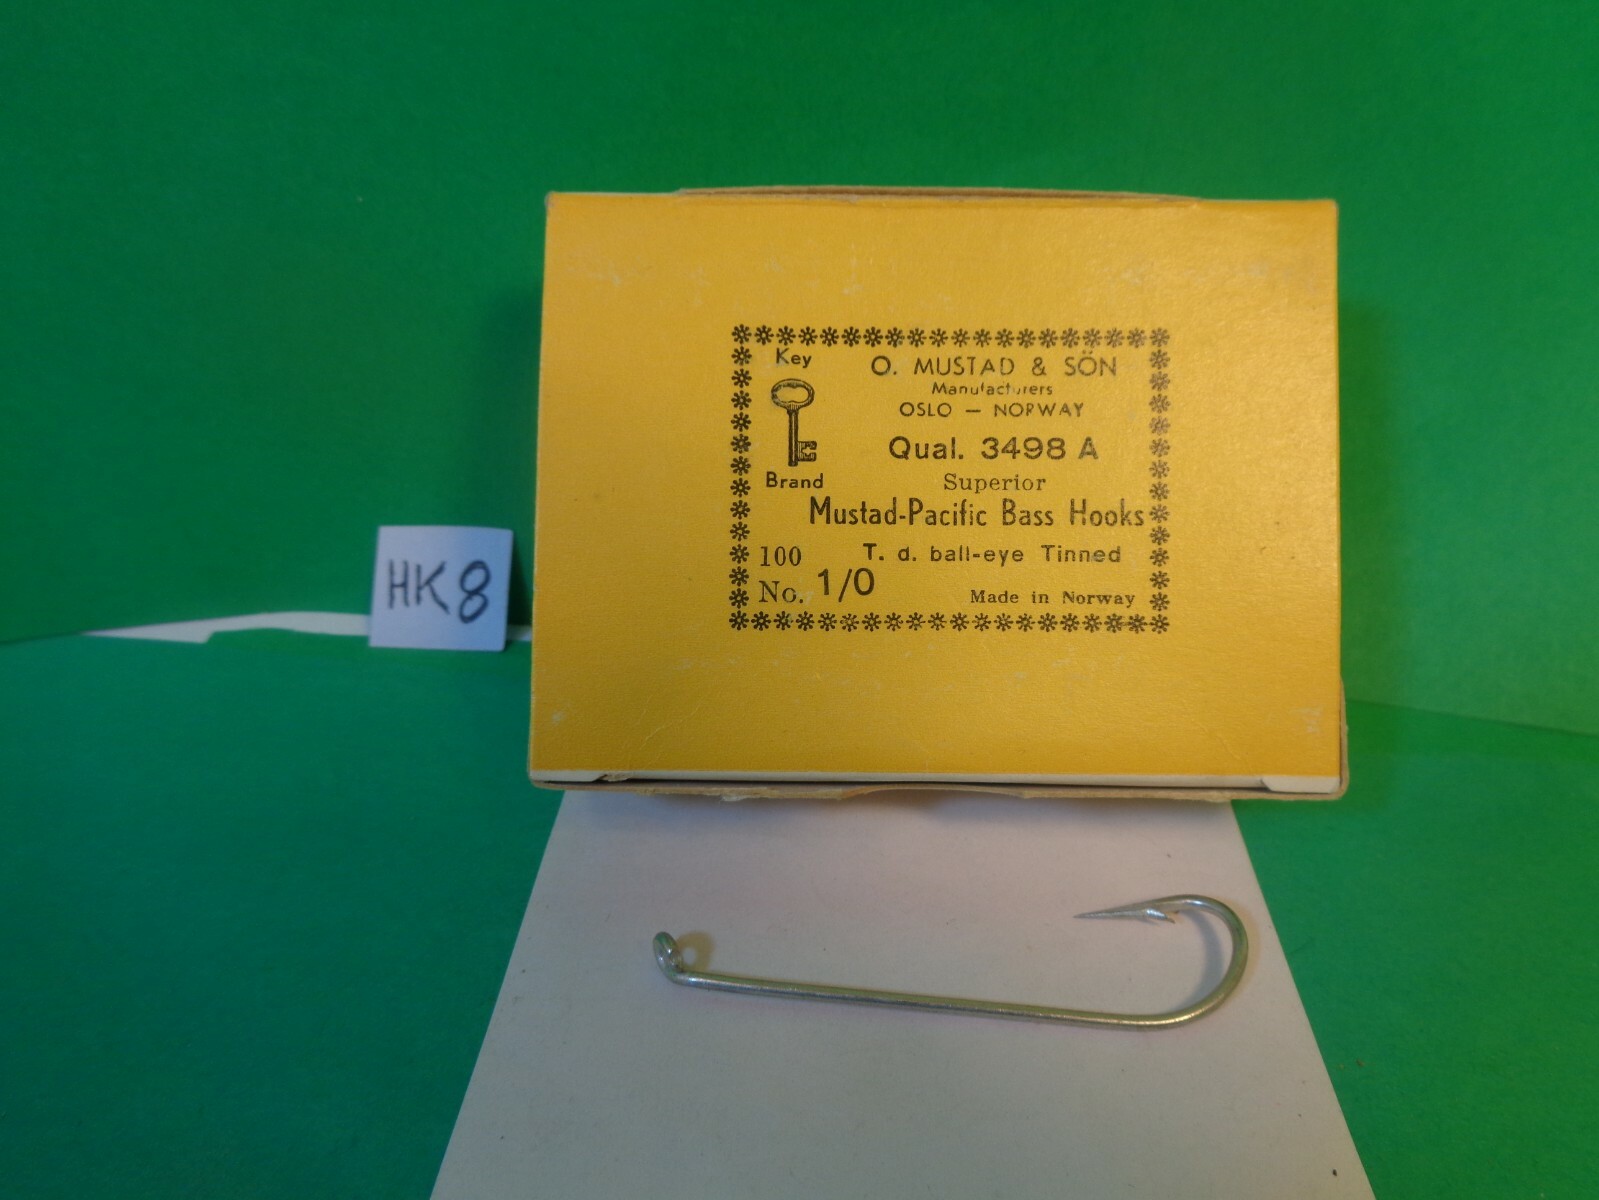 Key
Brand
O. MUSTAD & SÖN
Manufacturers
OSLO — NORWAY
Qual. 3498 A
Superior
Mustad-Pacific Bass Hooks
100 T. d. ball-eye Tinned
No. 1/0 Made in Norway
HK8